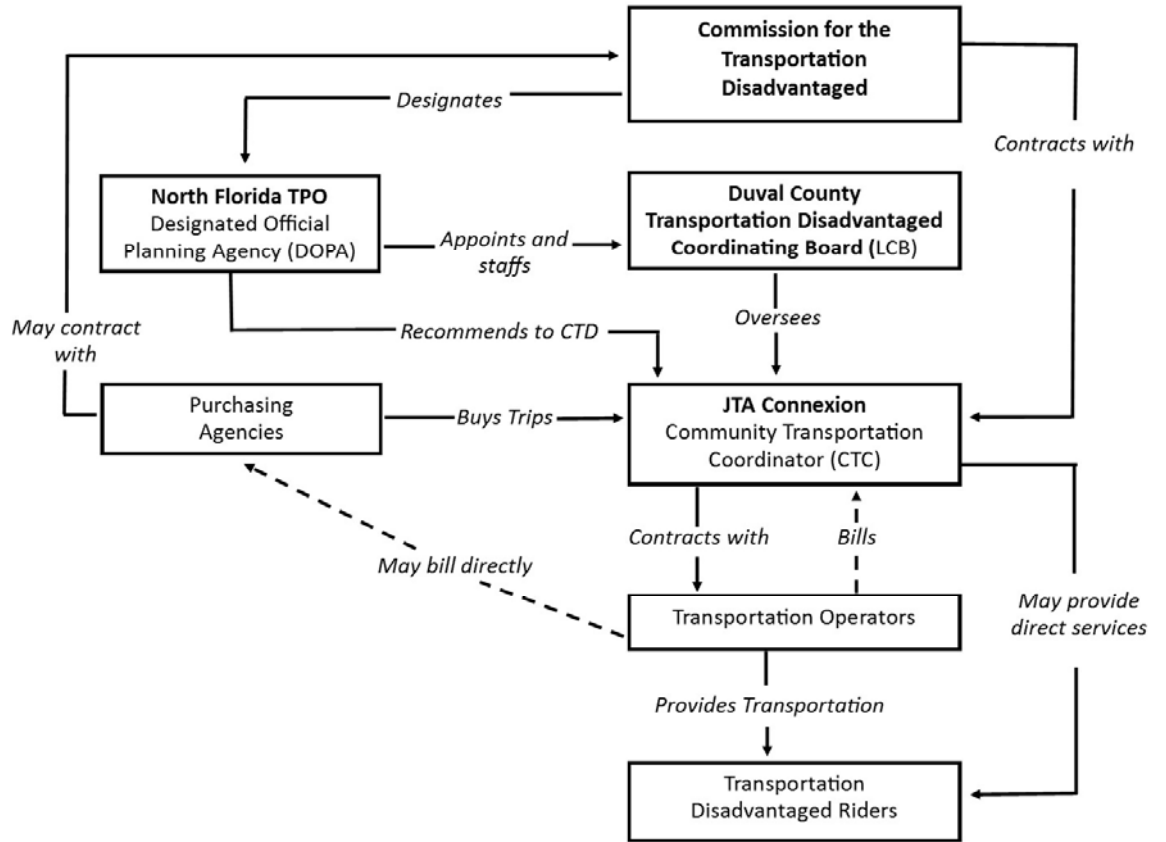 Commission for the
Transportation
Disadvantaged
Designates
Contracts with
North Florida TPO
Designated Official
Planning Agency (DOPA)
Appoints and
staffs
Duval County
Transportation Disadvantaged
Coordinating Board (LCB)
May contract
with
Recommends to CTD
Oversees
Purchasing
Agencies
Buys Trips
JTA Connexion
Community Transportation
Coordinator (CTC)
Contracts with
Bills
May bill directly
Transportation Operators
May provide
direct services
Provides Transportation
Transportation
Disadvantaged Riders